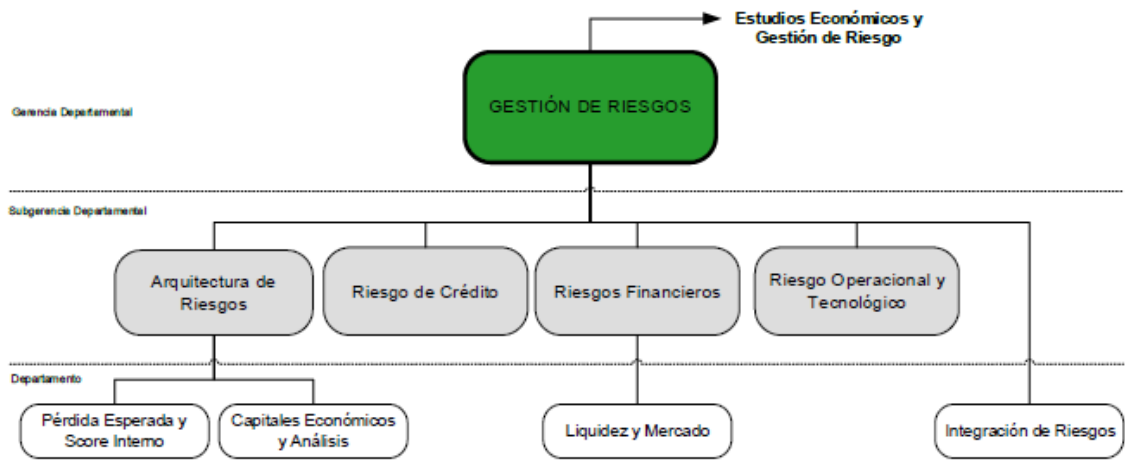 Estudios Económicos y
Gestión de Riesgo
GESTIÓN DE RIESGOS
Gerencia Departamental
Subgerencia Departamental
Arquitectura de
Riesgos
Riesgo de Crédito
Riesgos Financieros
Riesgo Operacional y
Tecnológico
Departamento
Pérdida Esperada y
Score Interno
Capitales Económicos
y Análisis
Liquidez y Mercado
Integración de Riesgos